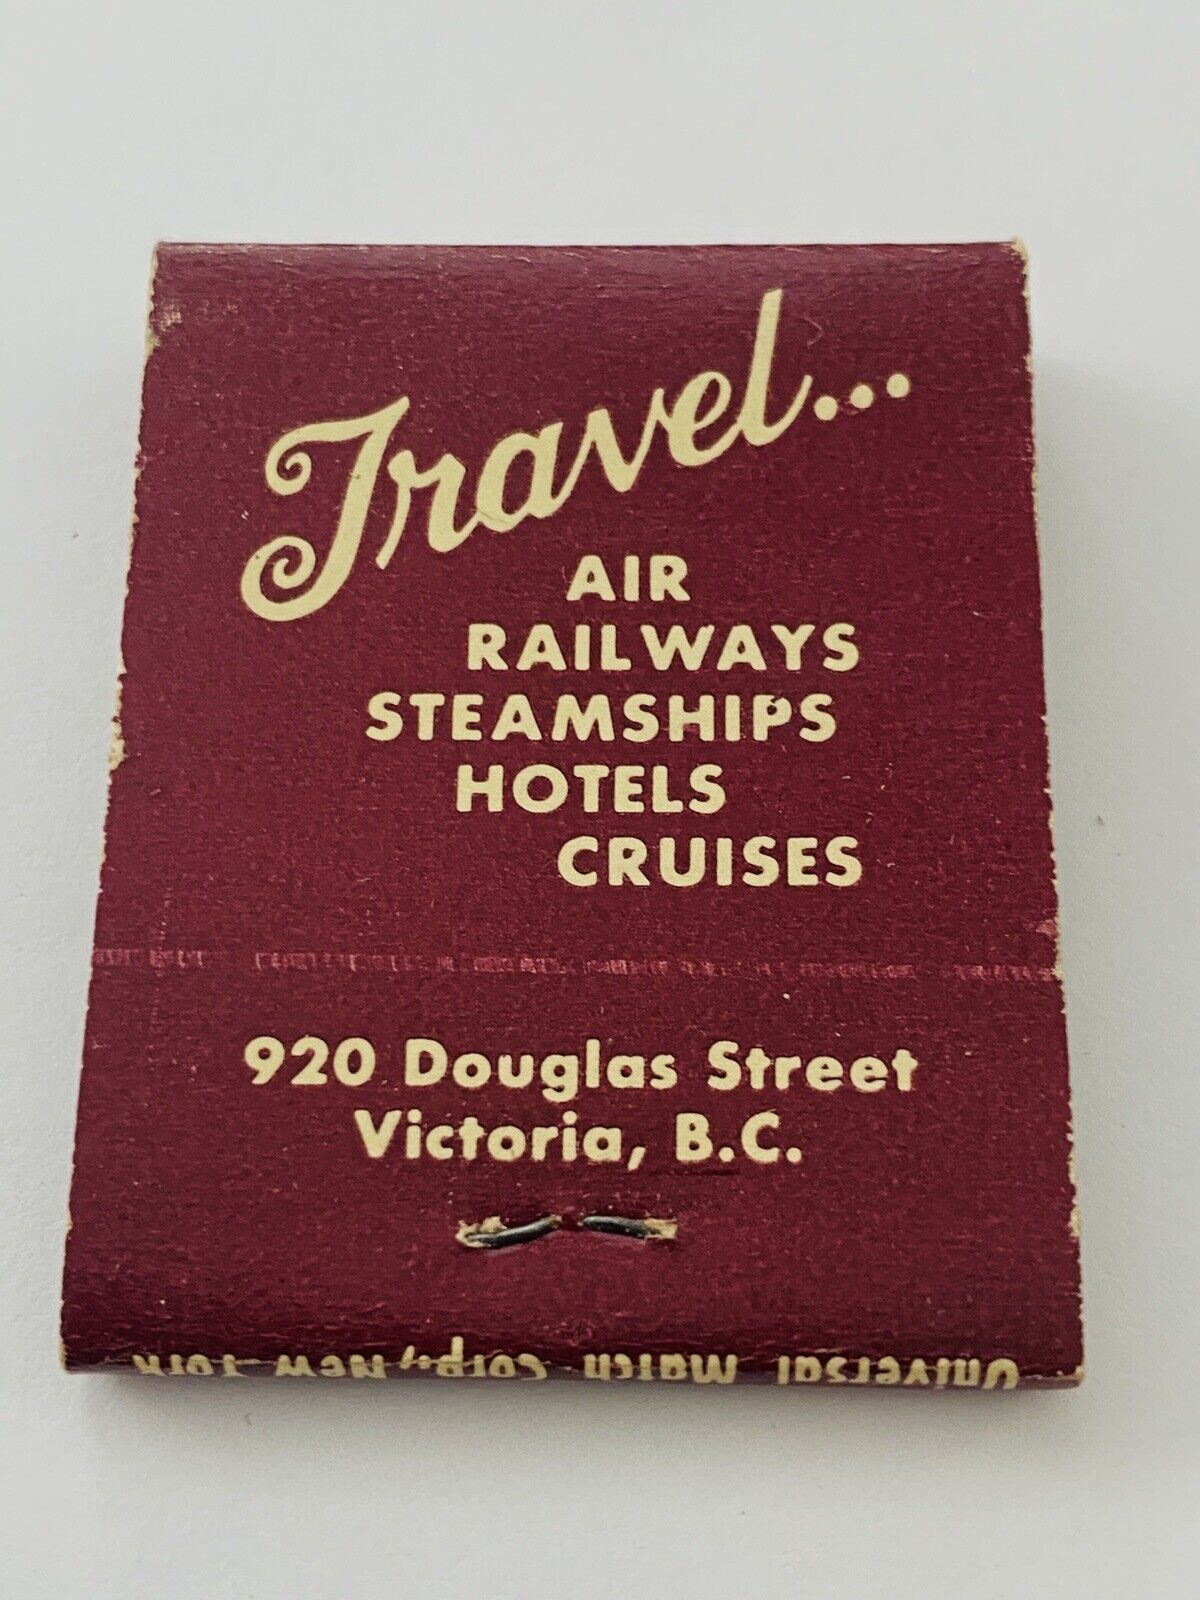 Travel...
AIR
RAILWAYS
STEAMSHIPS
HOTELS
CRUISES
920 Douglas Street
Victoria, B.C.
Universal Match Corp., New York